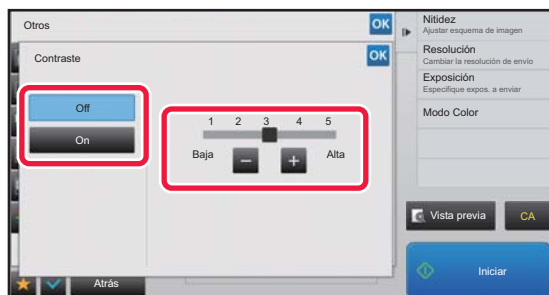 Otros
OK
Contraste
OK
Off
On
1 2 3 4 5
Baja
Alta
Nitidez
Ajustar esquema de imagen
Resolución
Cambiar la resolución de envío
Exposición
Especifique expos. a enviar
Modo Color
Vista previa
CA
Iniciar
Atrás